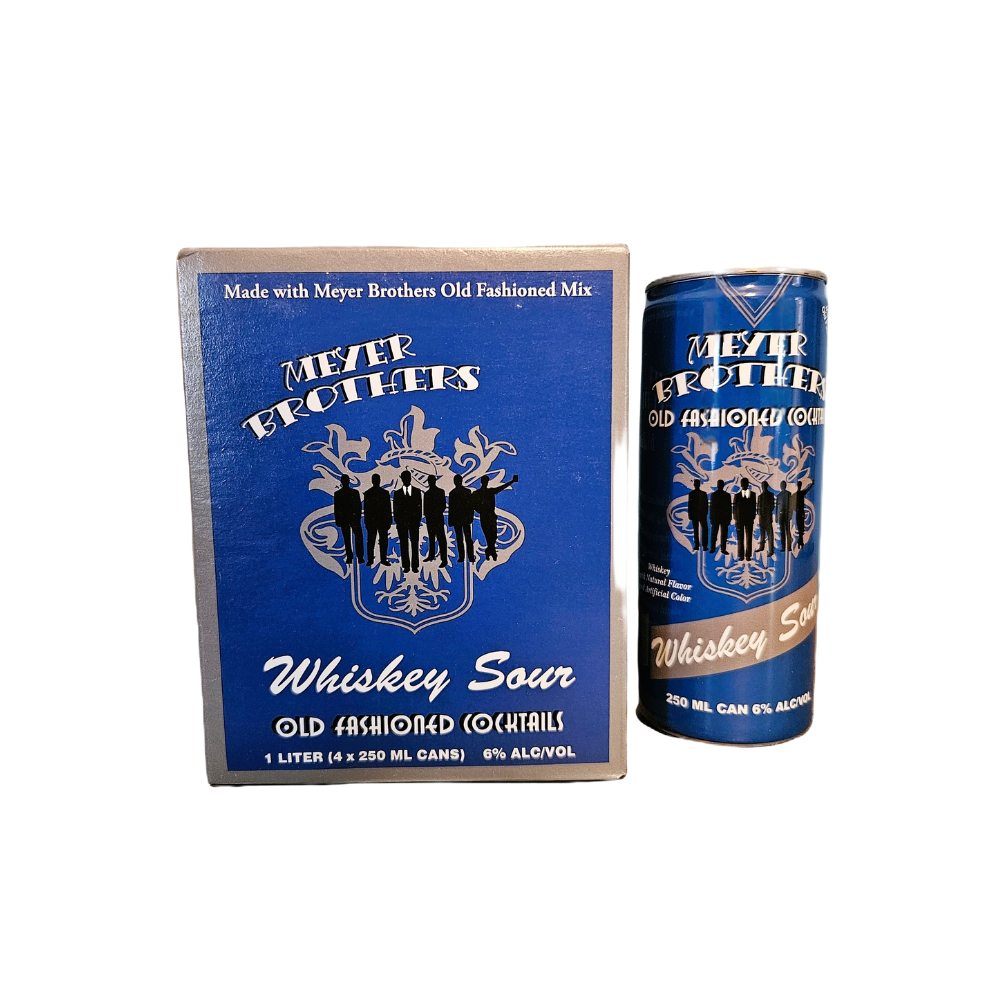 Made with Meyer Brothers Old Fashioned Mix
MEYER
BROTHERS
Whiskey Sour
OLD FASHIONED COCKTAILS
1 LITER (4 x 250 ML CANS) 6% ALC/VOL
MEYER
BROTHERS
OLD FASHIONED
Whiskey
Natural Flavor
Artificial Color
Whiskey Sour
250 ML CAN 6% ALC/VOL